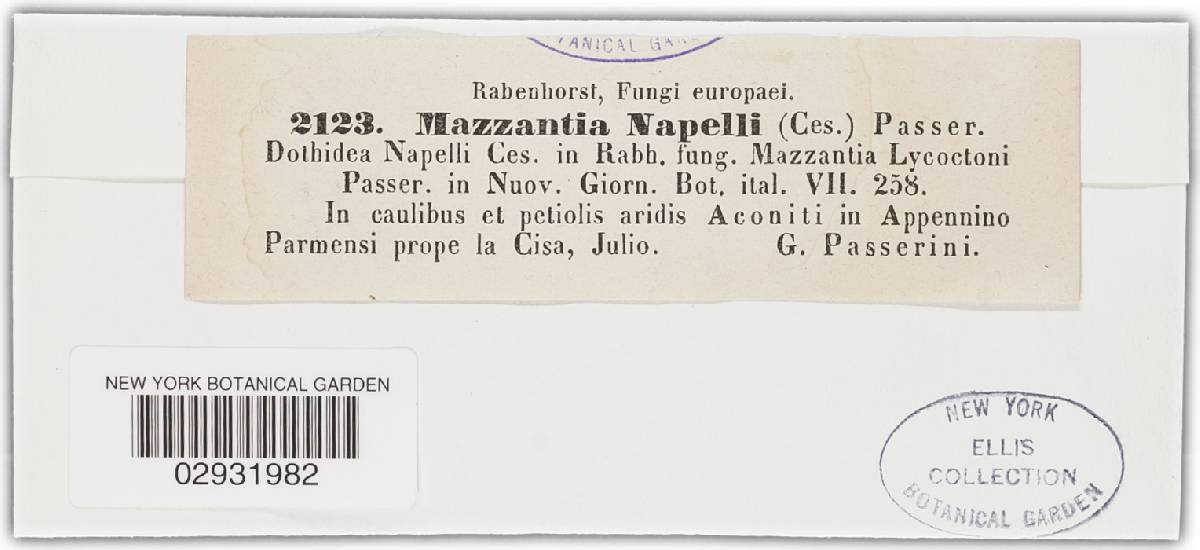 TANICAL GAR
Rabenhorst, Fungi europaei.
2123. Mazzantia Napelli (Ces.) Passer.
Dothidea Napelli Ces. in Rabh. fung. Mazzantia Lycoctoni
Passer. in Nuov. Giorn. Bot. ital. VII. 258.
In caulibus et petiolis aridis Aconiti in Appennino
Parmensi prope la Cisa, Julio. G. Passerini.
NEW YORK BOTANICAL GARDEN
02931982
NEW YORK
ELLIS
COLLECTION
BOTANICAL GARDEN